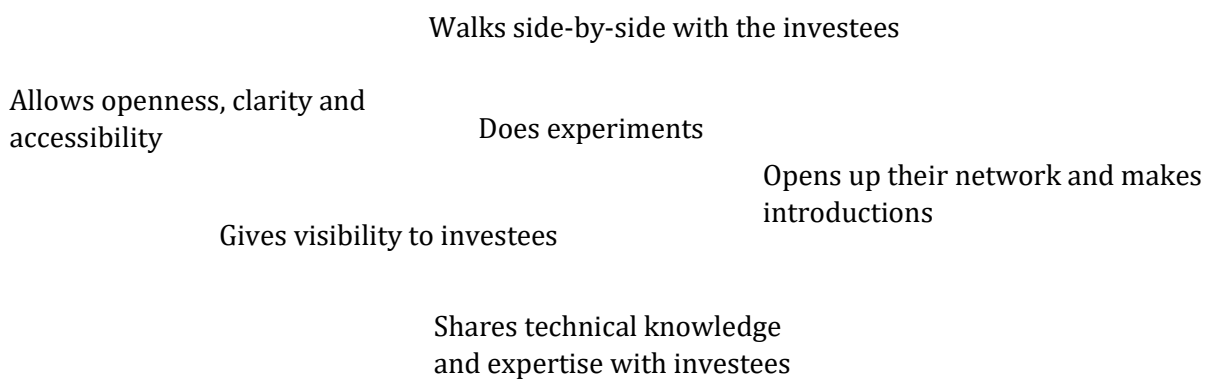 Walks side-by-side with the investees
Allows openness, clarity and
accessibility
Does experiments
Opens up their network and makes
introductions
Gives visibility to investees
Shares technical knowledge
and expertise with investees